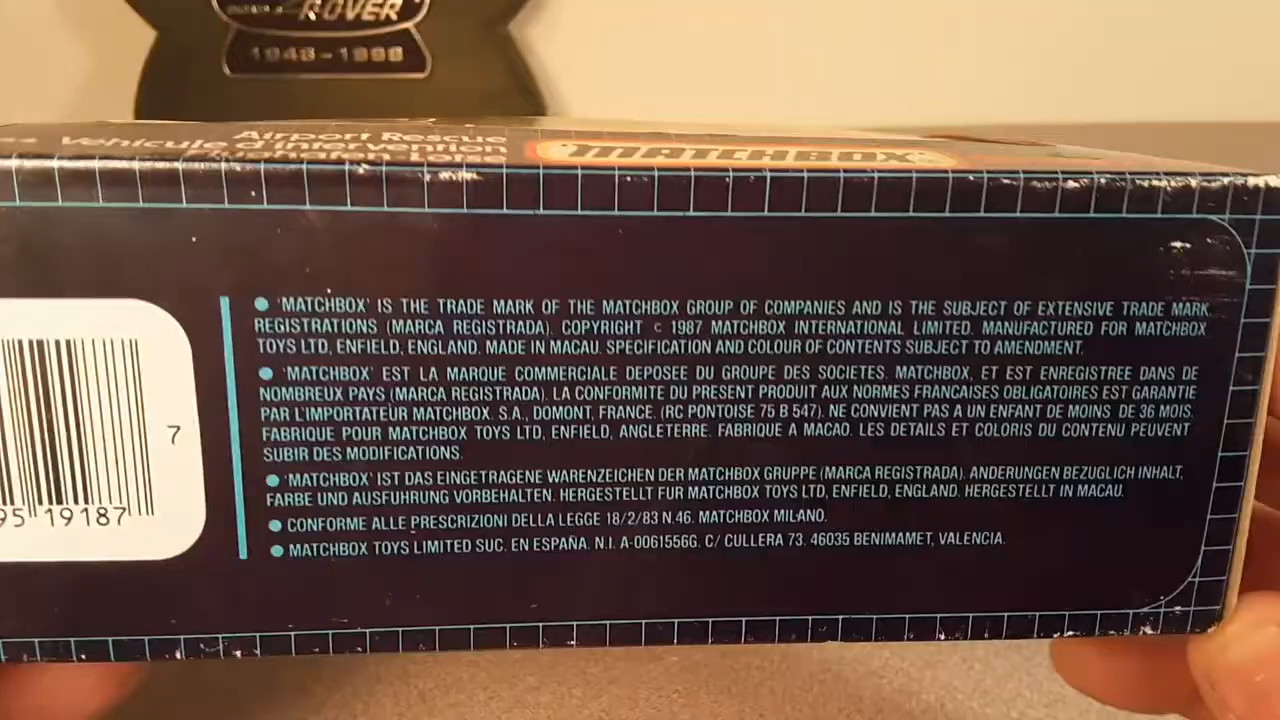 ROVER
1948-1998
Airport Rescue
Véhicule d'intervention
MATCHBOX
● 'MATCHBOX' IS THE TRADE MARK OF THE MATCHBOX GROUP OF COMPANIES AND IS THE SUBJECT OF EXTENSIVE TRADE MARK
REGISTRATIONS (MARCA REGISTRADA). COPYRIGHT © 1987 MATCHBOX INTERNATIONAL LIMITED. MANUFACTURED FOR MATCHBOX
TOYS LTD, ENFIELD, ENGLAND. MADE IN MACAU. SPECIFICATION AND COLOUR OF CONTENTS SUBJECT TO AMENDMENT.
● 'MATCHBOX' EST LA MARQUE COMMERCIALE DEPOSEE DU GROUPE DES SOCIETES. MATCHBOX, ET EST ENREGISTREE DANS DE
NOMBREUX PAYS (MARCA REGISTRADA). LA CONFORMITE DU PRESENT PRODUIT AUX NORMES FRANCAISES OBLIGATOIRES EST GARANTIE
PAR L'IMPORTATEUR MATCHBOX. S.A., DOMONT, FRANCE. (RC PONTOISE 75 B 547). NE CONVIENT PAS A UN ENFANT DE MOINS DE 36 MOIS.
FABRIQUE POUR MATCHBOX TOYS LTD, ENFIELD, ANGLETERRE. FABRIQUE A MACAO. LES DETAILS ET COLORIS DU CONTENU PEUVENT
SUBIR DES MODIFICATIONS.
● 'MATCHBOX' IST DAS EINGETRAGENE WARENZEICHEN DER MATCHBOX GRUPPE (MARCA REGISTRADA). ANDERUNGEN BEZUGLICH INHALT,
FARBE UND AUSFUHRUNG VORBEHALTEN. HERGESTELLT FUR MATCHBOX TOYS LTD, ENFIELD, ENGLAND. HERGESTELLT IN MACAU.
● CONFORME ALLE PRESCRIZIONI DELLA LEGGE 18/2/83 N.46. MATCHBOX MILANO.
● MATCHBOX TOYS LIMITED SUC. EN ESPAÑA. N.I. A-0061556G. C/ CULLERA 73. 46035 BENIMAMET, VALENCIA.
7
95 19187